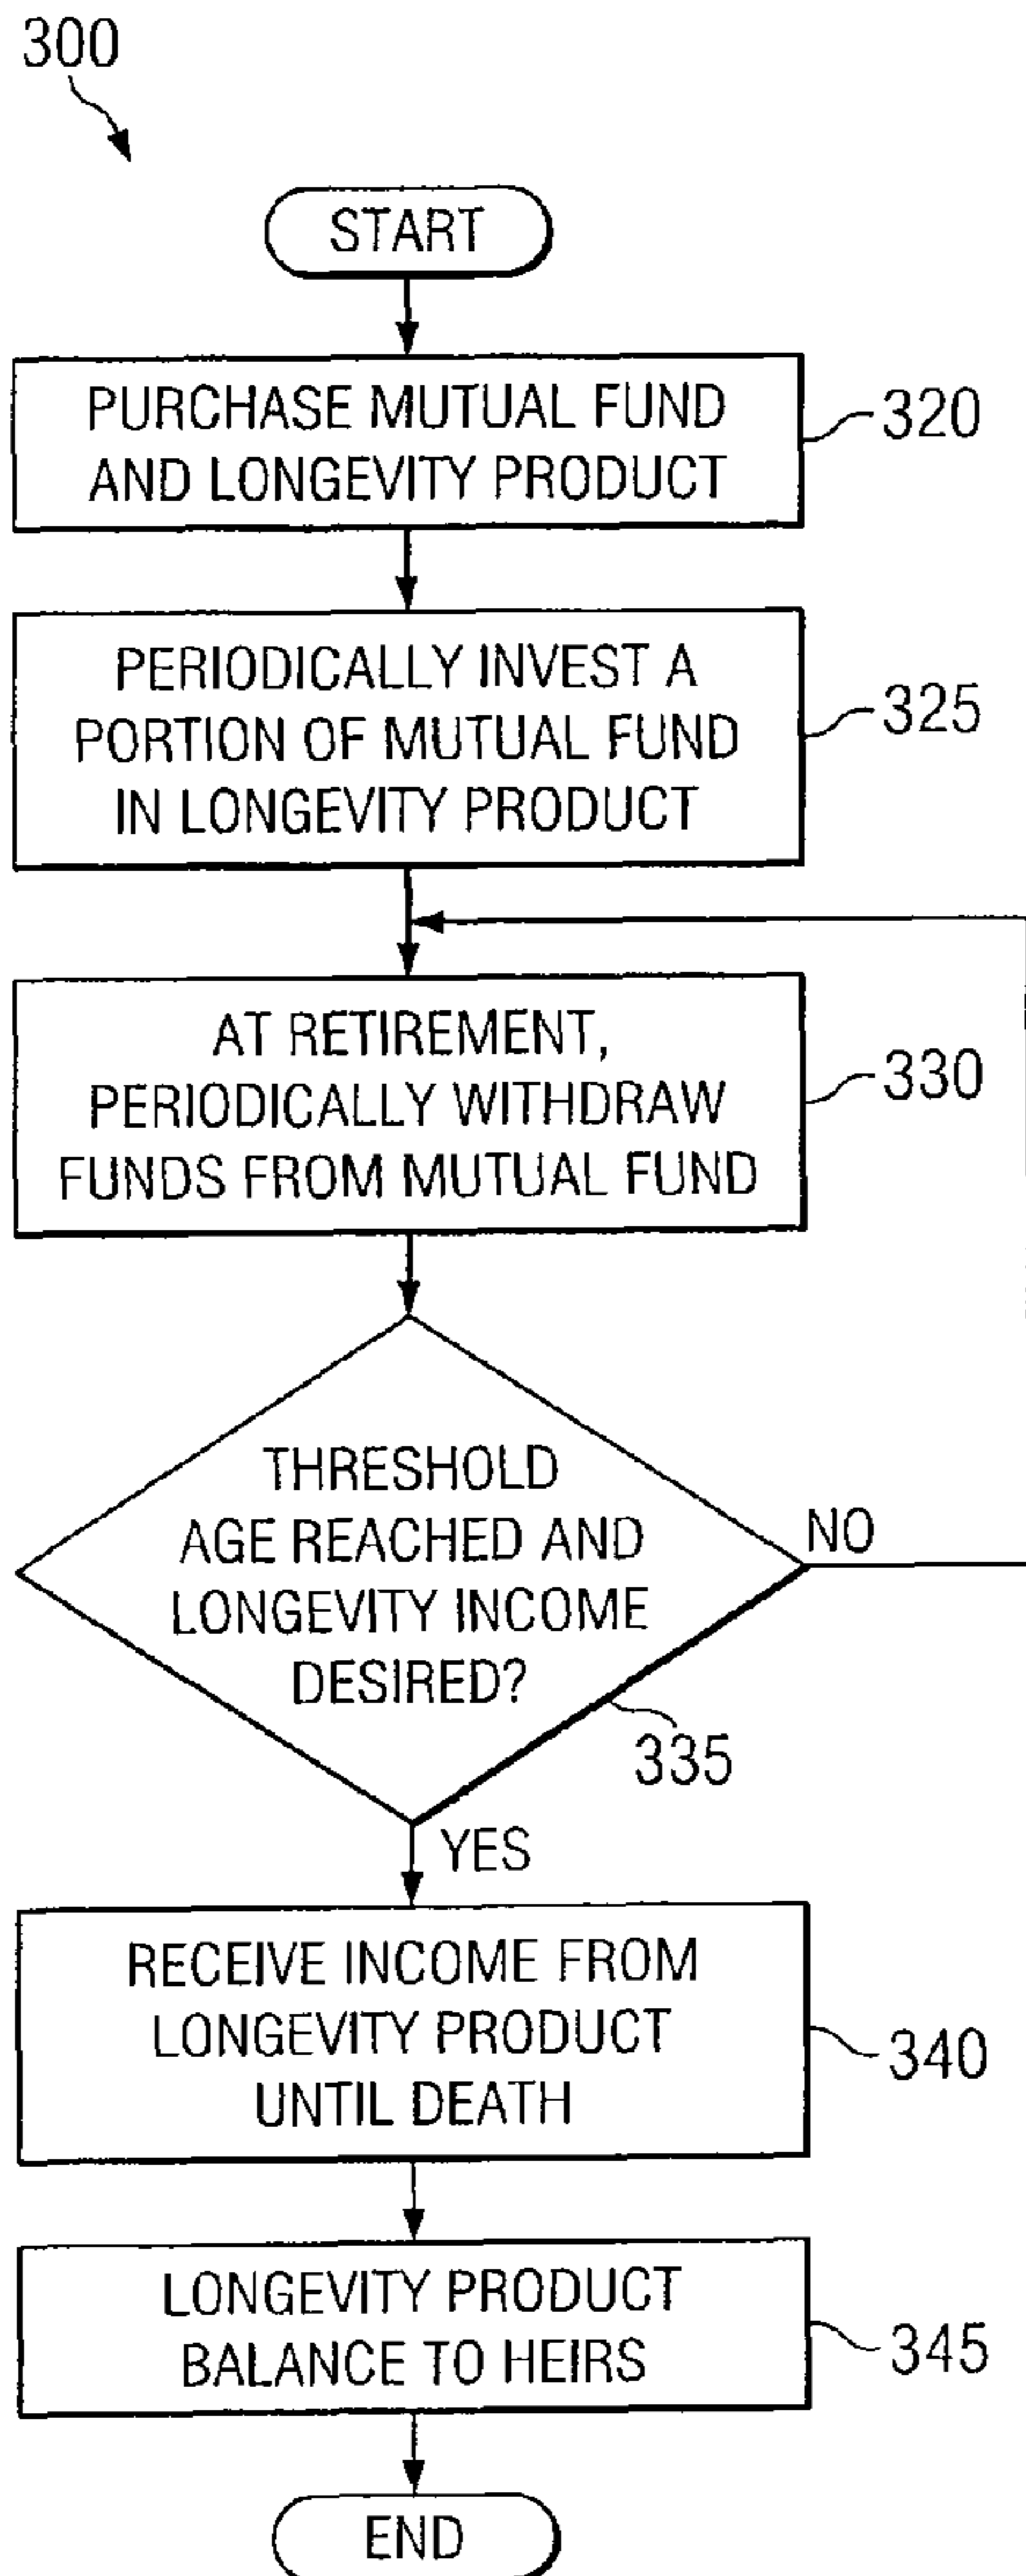 300
START
PURCHASE MUTUAL FUND
AND LONGEVITY PRODUCT
320
PERIODICALLY INVEST A
PORTION OF MUTUAL FUND
IN LONGEVITY PRODUCT
325
AT RETIREMENT,
PERIODICALLY WITHDRAW
FUNDS FROM MUTUAL FUND
330
THRESHOLD
AGE REACHED AND
LONGEVITY INCOME
DESIRED?
NO
335
YES
RECEIVE INCOME FROM
LONGEVITY PRODUCT
UNTIL DEATH
340
LONGEVITY PRODUCT
BALANCE TO HEIRS
345
END